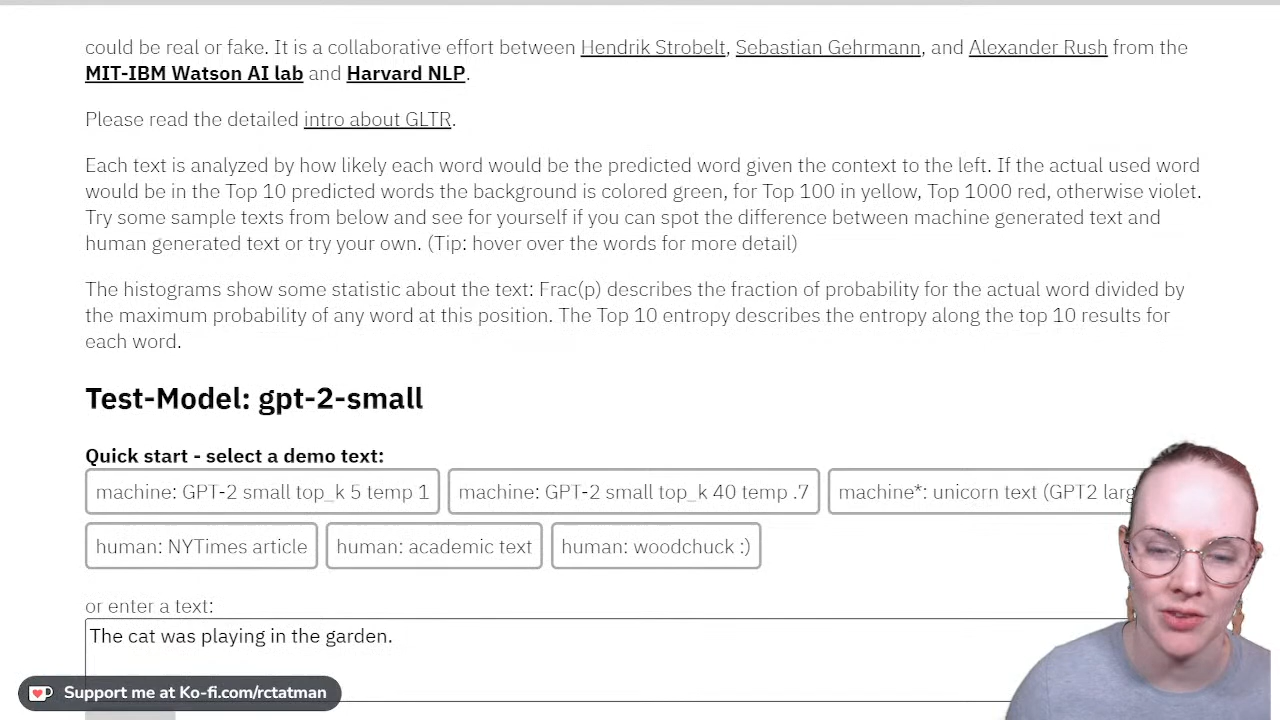 could be real or fake. It is a collaborative effort between Hendrik Strobelt, Sebastian Gehrmann, and Alexander Rush from the
MIT-IBM Watson AI lab and Harvard NLP.
Please read the detailed intro about GLTR.
Each text is analyzed by how likely each word would be the predicted word given the context to the left. If the actual used word
would be in the Top 10 predicted words the background is colored green, for Top 100 in yellow, Top 1000 red, otherwise violet.
Try some sample texts from below and see for yourself if you can spot the difference between machine generated text and
human generated text or try your own. (Tip: hover over the words for more detail)
The histograms show some statistic about the text: Frac(p) describes the fraction of probability for the actual word divided by
the maximum probability of any word at this position. The Top 10 entropy describes the entropy along the top 10 results for
each word.
Test-Model: gpt-2-small
Quick start - select a demo text:
machine: GPT-2 small top_k 5 temp 1
machine: GPT-2 small top_k 40 temp .7
machine*: unicorn text (GPT2 larg
human: NYTimes article
human: academic text
human: woodchuck :)
or enter a text:
The cat was playing in the garden.
Support me at Ko-fi.com/rctatman